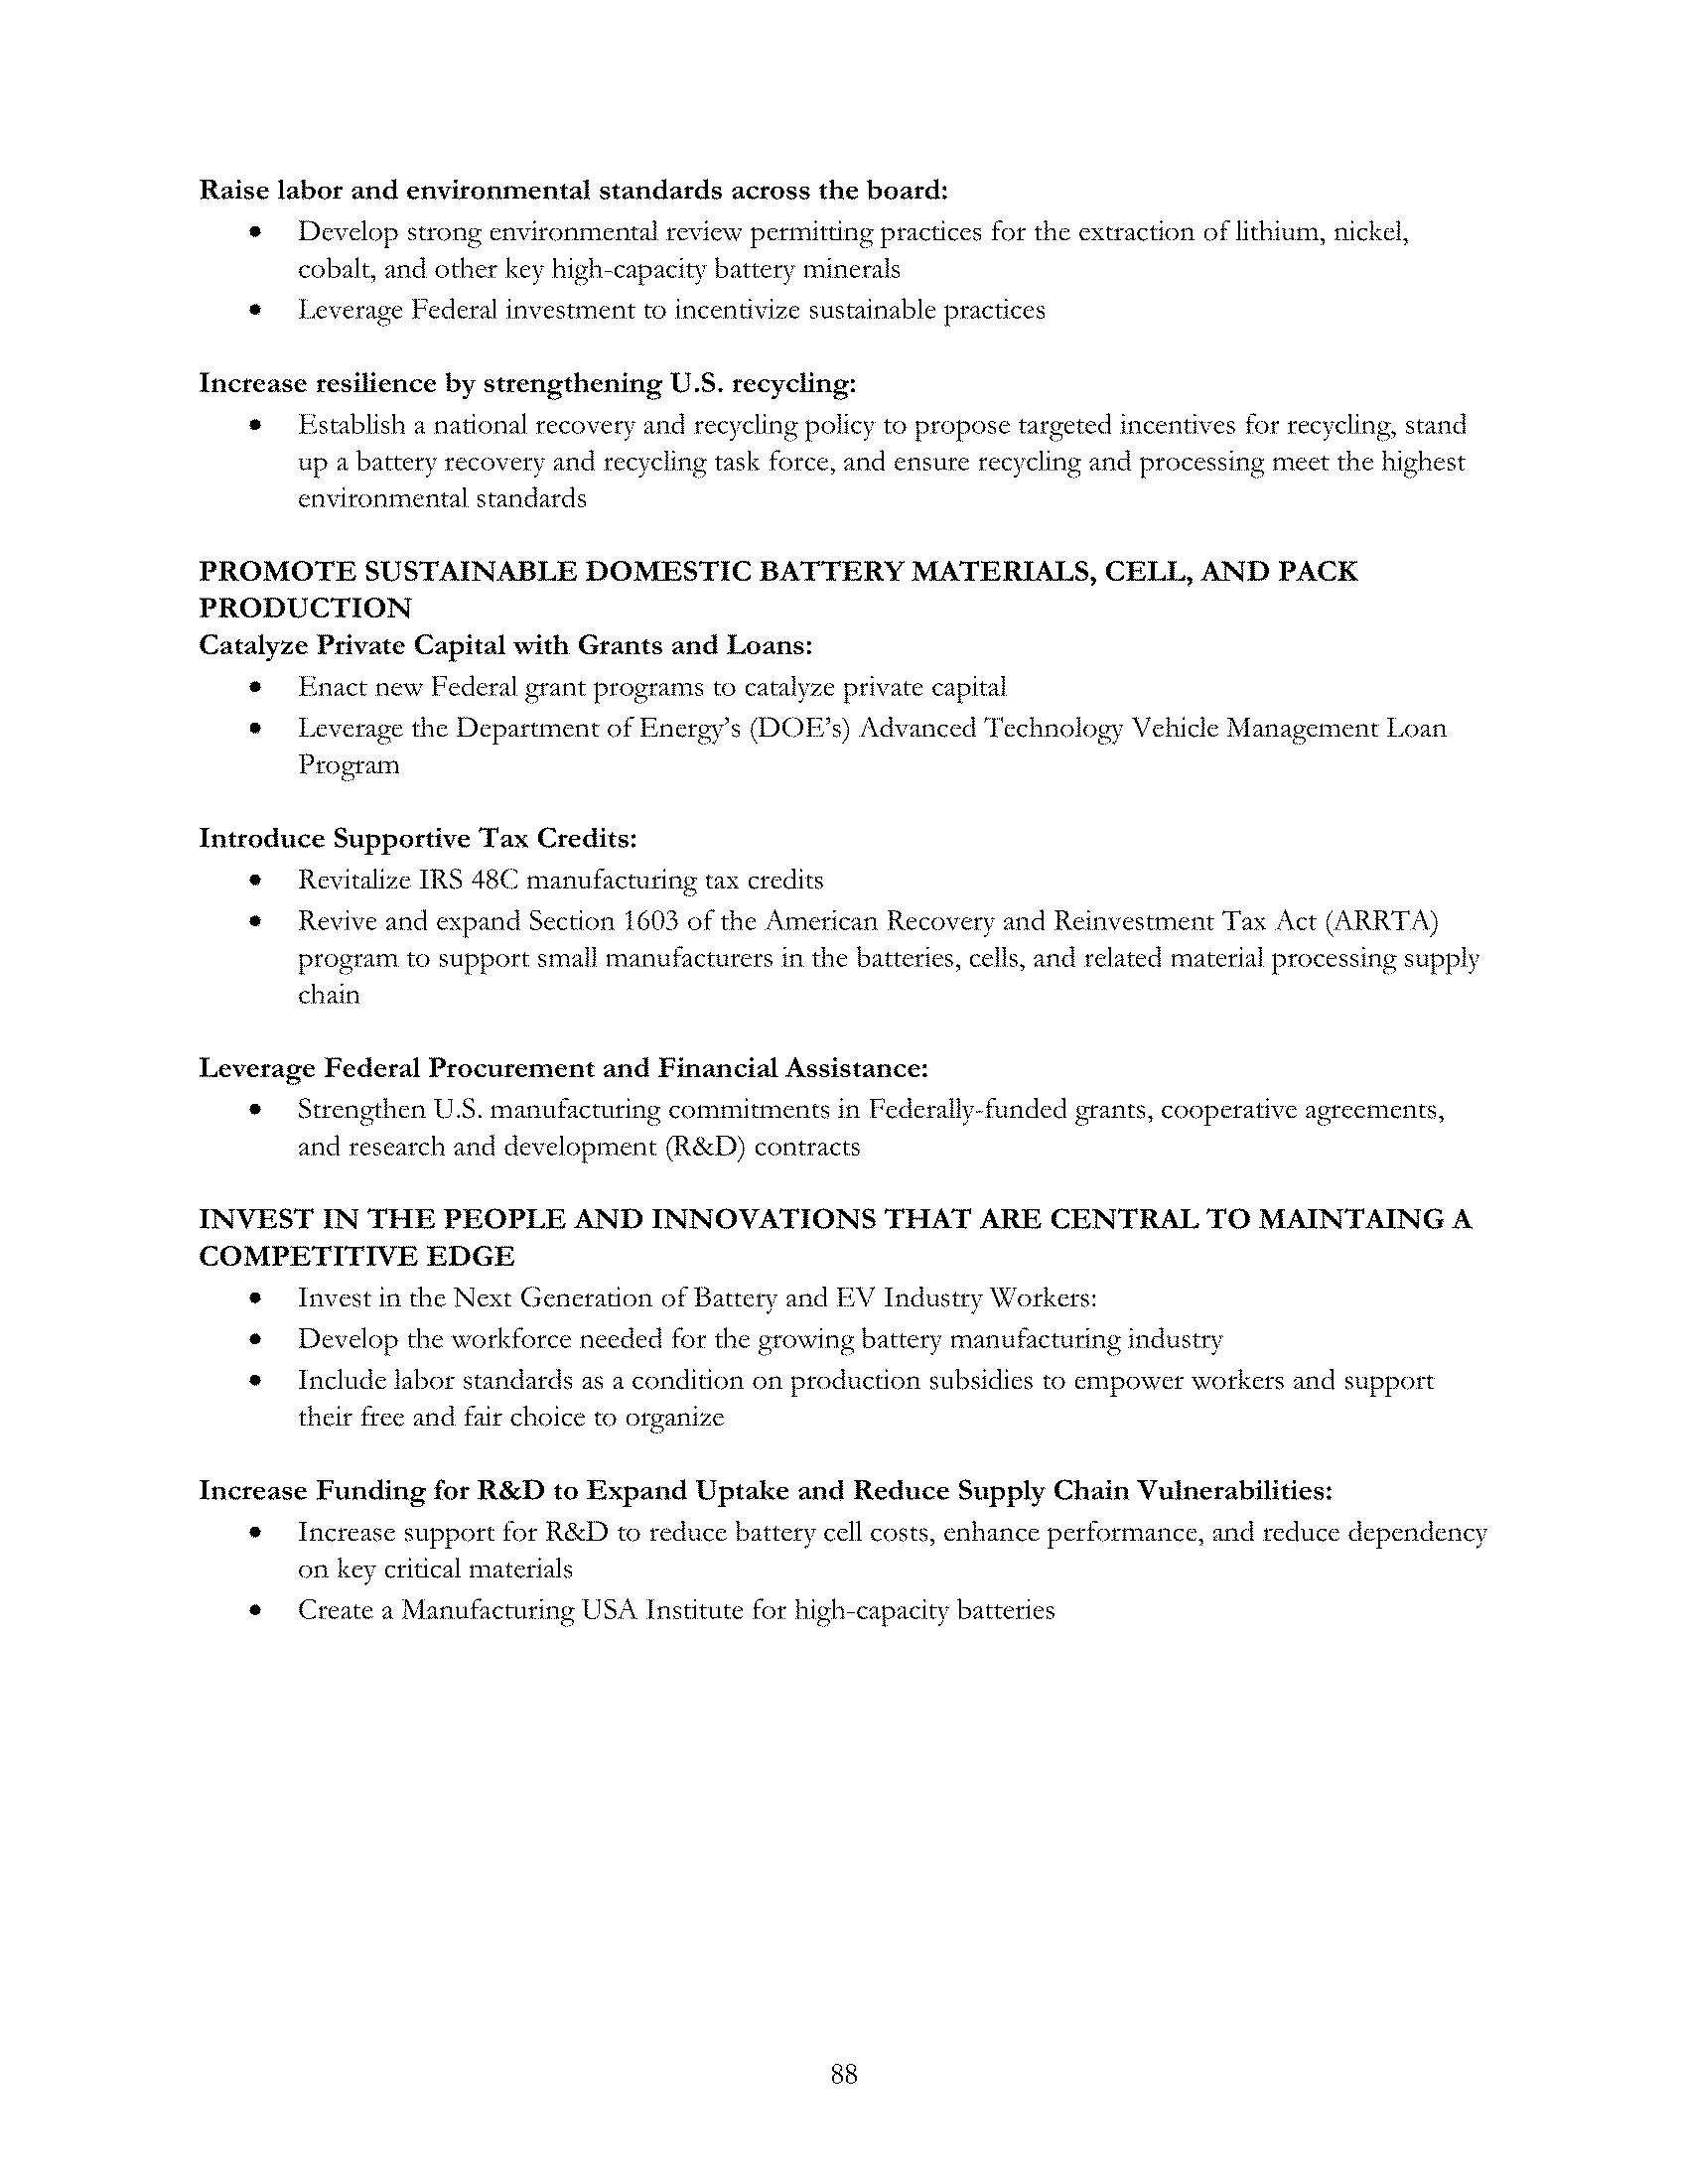 Raise labor and environmental standards across the board:
• Develop strong environmental review permitting practices for the extraction of lithium, nickel,
cobalt, and other key high-capacity battery minerals
• Leverage Federal investment to incentivize sustainable practices
Increase resilience by strengthening U.S. recycling:
• Establish a national recovery and recycling policy to propose targeted incentives for recycling, stand
up a battery recovery and recycling task force, and ensure recycling and processing meet the highest
environmental standards
PROMOTE SUSTAINABLE DOMESTIC BATTERY MATERIALS, CELL, AND PACK
PRODUCTION
Catalyze Private Capital with Grants and Loans:
• Enact new Federal grant programs to catalyze private capital
• Leverage the Department of Energy’s (DOE’s) Advanced Technology Vehicle Management Loan
Program
Introduce Supportive Tax Credits:
• Revitalize IRS 48C manufacturing tax credits
• Revive and expand Section 1603 of the American Recovery and Reinvestment Tax Act (ARRTA)
program to support small manufacturers in the batteries, cells, and related material processing supply
chain
Leverage Federal Procurement and Financial Assistance:
• Strengthen U.S. manufacturing commitments in Federally-funded grants, cooperative agreements,
and research and development (R&D) contracts
INVEST IN THE PEOPLE AND INNOVATIONS THAT ARE CENTRAL TO MAINTAING A
COMPETITIVE EDGE
• Invest in the Next Generation of Battery and EV Industry Workers:
• Develop the workforce needed for the growing battery manufacturing industry
• Include labor standards as a condition on production subsidies to empower workers and support
their free and fair choice to organize
Increase Funding for R&D to Expand Uptake and Reduce Supply Chain Vulnerabilities:
• Increase support for R&D to reduce battery cell costs, enhance performance, and reduce dependency
on key critical materials
• Create a Manufacturing USA Institute for high-capacity batteries
88